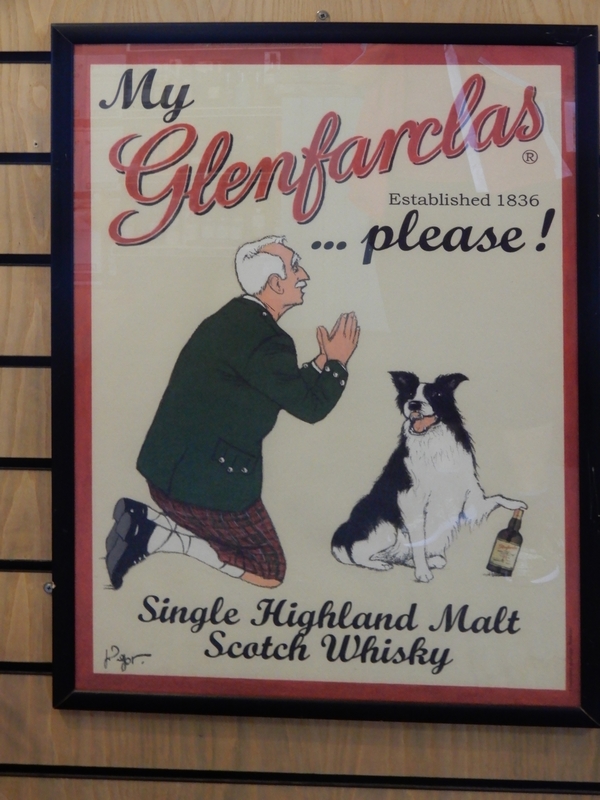 My
Glenfarclas
®
Established 1836
... please!
Single Highland Malt
Scotch Whisky